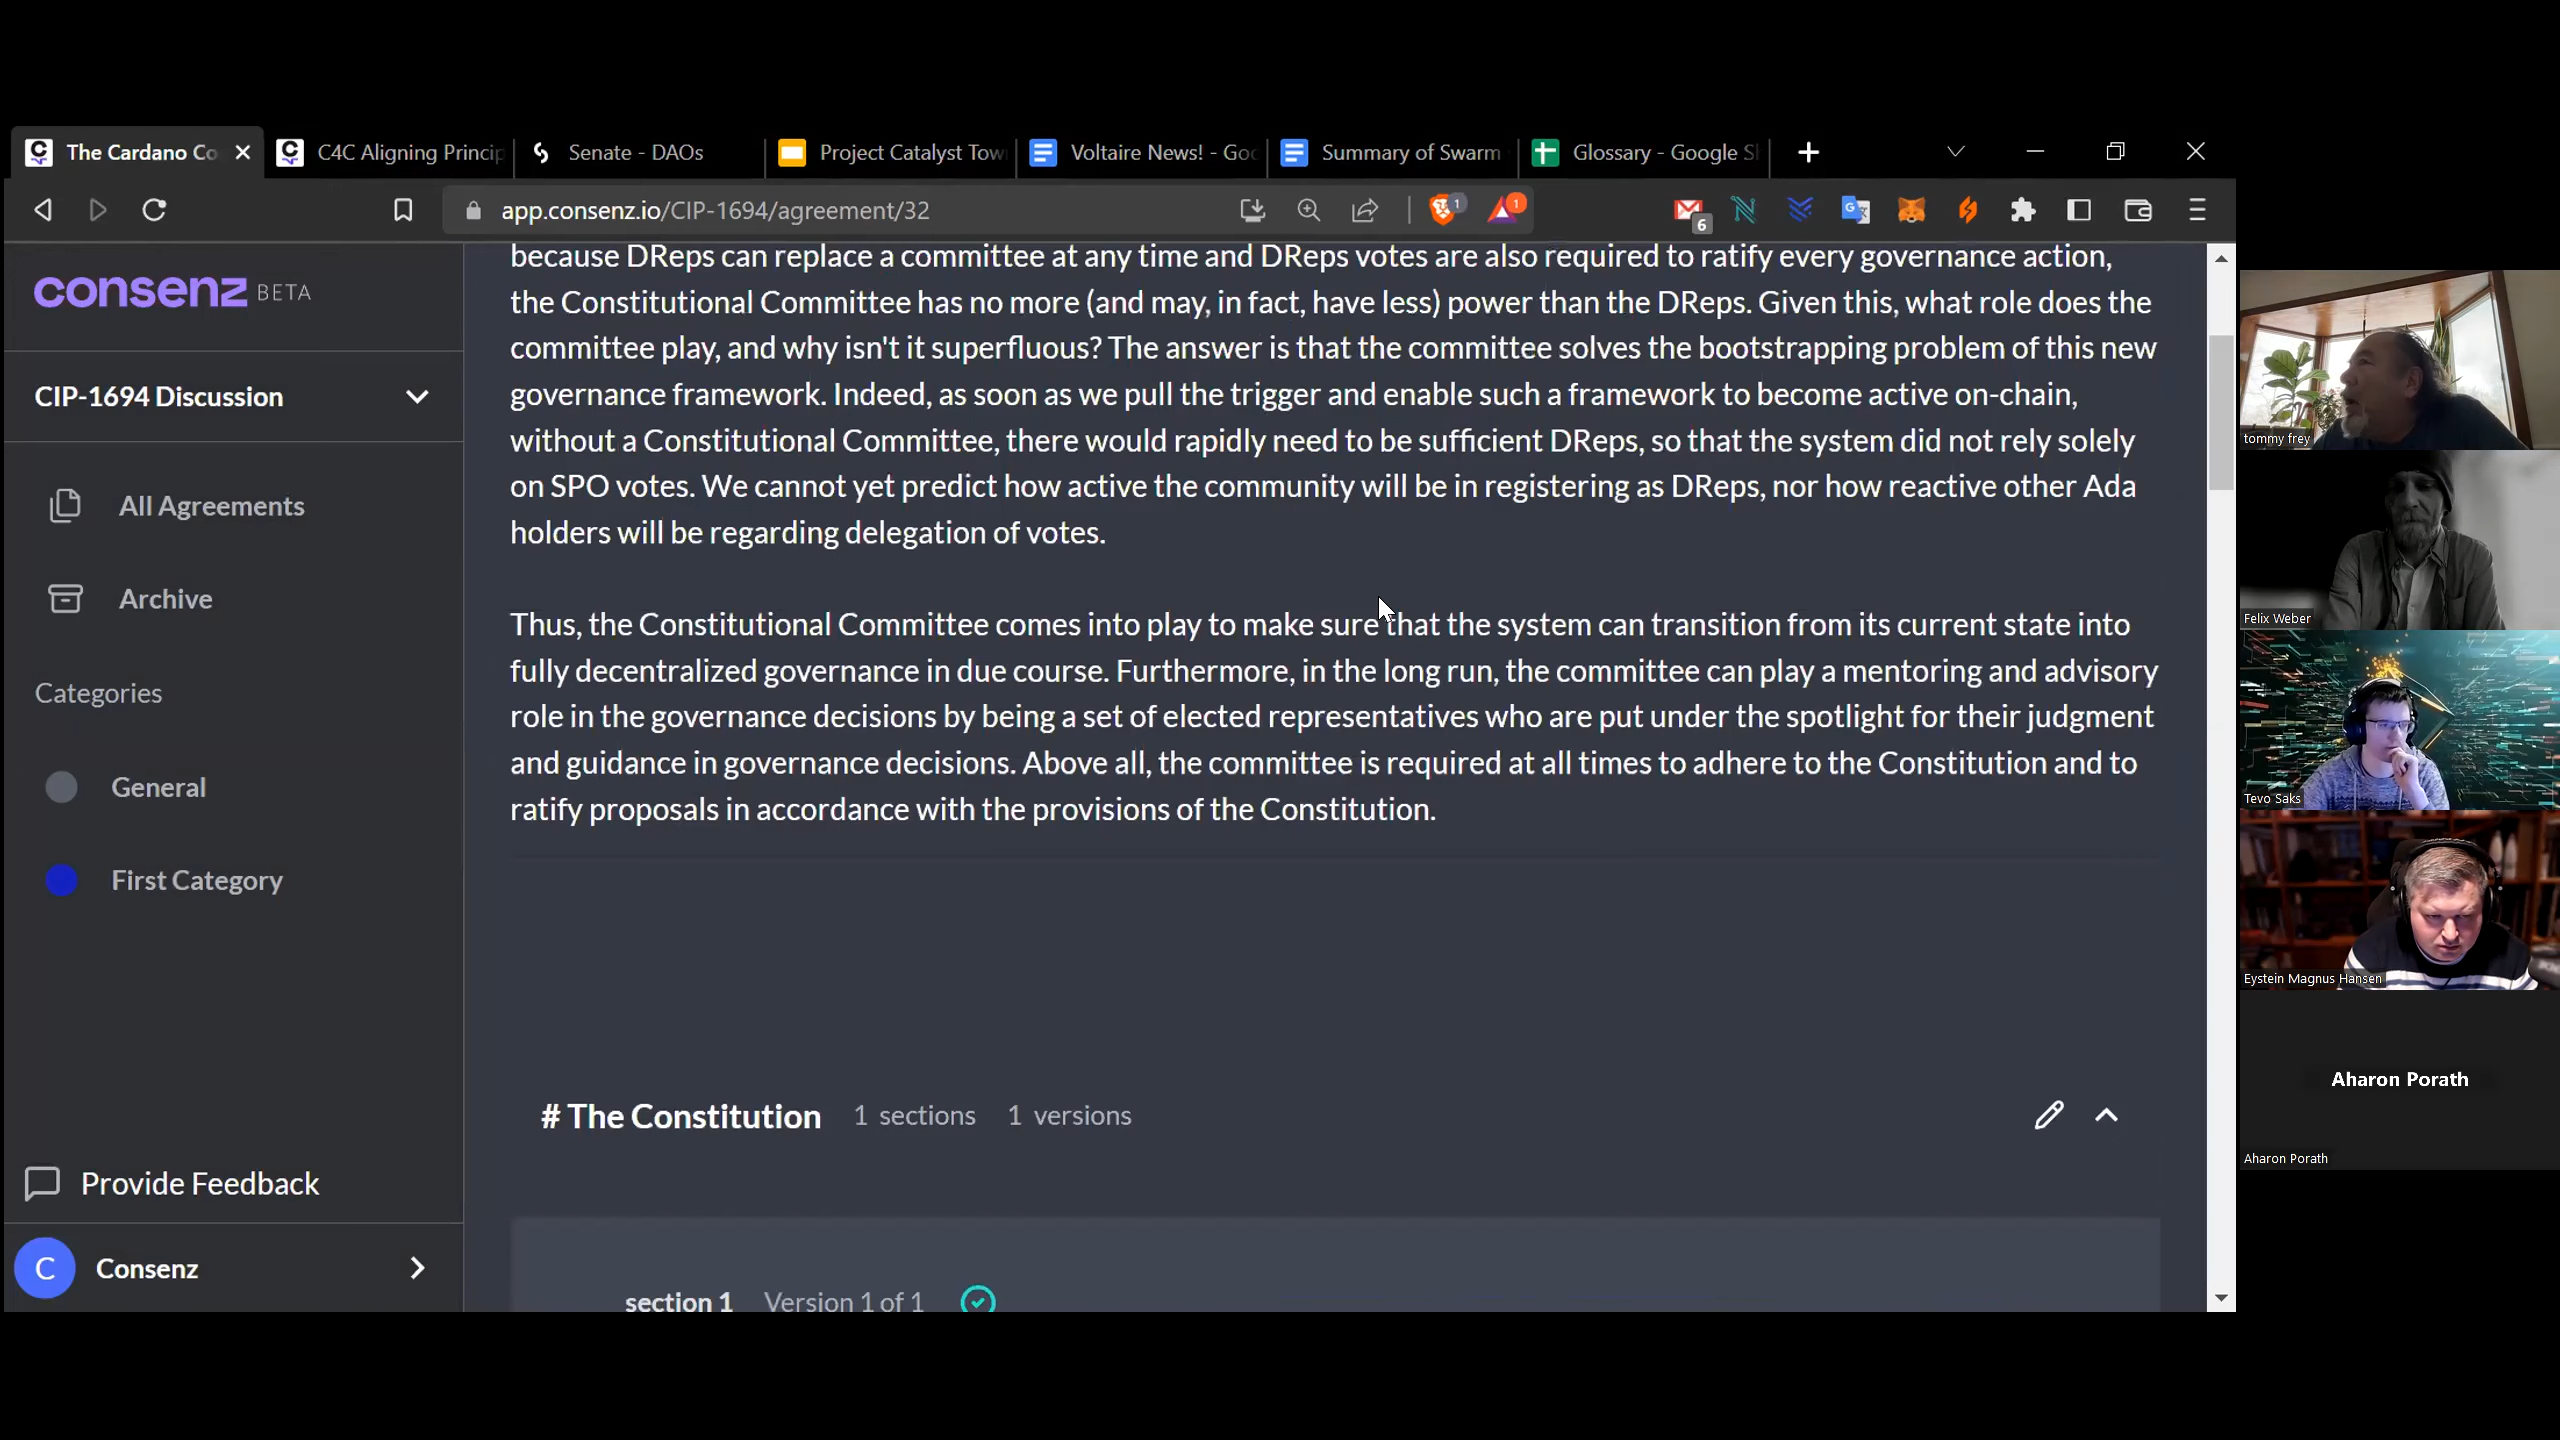 The Cardano Co
C4C Aligning Princip
Senate - DAOs
Project Catalyst Tow
Voltaire News! - Goo
Summary of Swarm
Glossary - Google Sh
app.consenz.io/CIP-1694/agreement/32
1
1
6
consenz BETA
CIP-1694 Discussion
All Agreements
Archive
Categories
General
First Category
Provide Feedback
C Consenz
because DReps can replace a committee at any time and DReps votes are also required to ratify every governance action,
the Constitutional Committee has no more (and may, in fact, have less) power than the DReps. Given this, what role does the
committee play, and why isn't it superfluous? The answer is that the committee solves the bootstrapping problem of this new
governance framework. Indeed, as soon as we pull the trigger and enable such a framework to become active on-chain,
without a Constitutional Committee, there would rapidly need to be sufficient DReps, so that the system did not rely solely
on SPO votes. We cannot yet predict how active the community will be in registering as DReps, nor how reactive other Ada
holders will be regarding delegation of votes.
Thus, the Constitutional Committee comes into play to make sure that the system can transition from its current state into
fully decentralized governance in due course. Furthermore, in the long run, the committee can play a mentoring and advisory
role in the governance decisions by being a set of elected representatives who are put under the spotlight for their judgment
and guidance in governance decisions. Above all, the committee is required at all times to adhere to the Constitution and to
ratify proposals in accordance with the provisions of the Constitution.
# The Constitution 1 sections 1 versions
section 1 Version 1 of 1
tommy frey
Felix Weber
Tevo Saks
Eystein Magnus Hansen
Aharon Porath
Aharon Porath